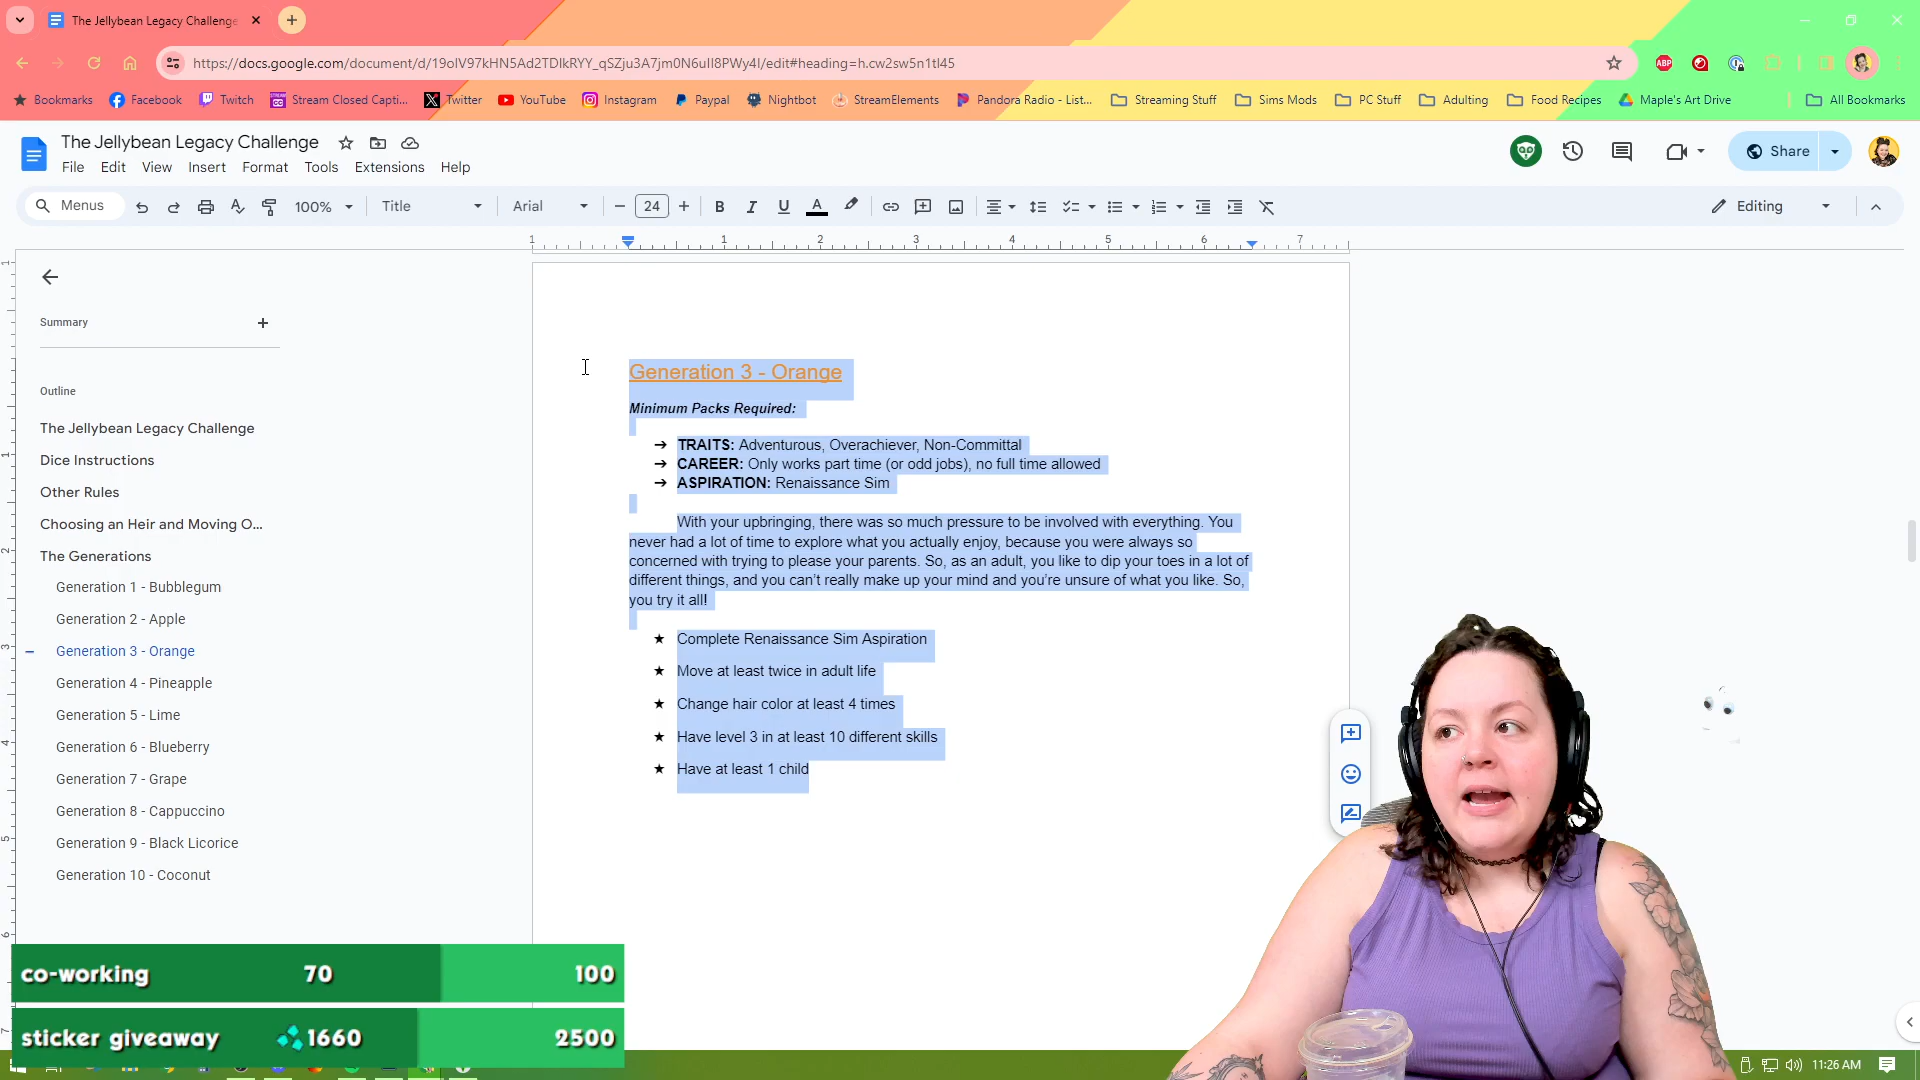 The Jellybean Legacy Challenge
https://docs.google.com/document/d/19oIV97kHN5Ad2TDIkRYY_qSZju3A7jm0N6uII8PWy4I/edit#heading=h.cw2sw5n1tl45
Bookmarks Facebook Twitch Stream Closed Capti... Twitter YouTube Instagram Paypal Nightbot StreamElements Pandora Radio - List... Streaming Stuff Sims Mods PC Stuff Adulting Food Recipes Maple's Art Drive All Bookmarks
ABP
The Jellybean Legacy Challenge
File Edit View Insert Format Tools Extensions Help
Share
Menus 100% Title Arial 24 B I U A Editing
1 1 2 3 4 5 6 7
Summary
Outline
The Jellybean Legacy Challenge
Dice Instructions
Other Rules
Choosing an Heir and Moving O...
The Generations
Generation 1 - Bubblegum
Generation 2 - Apple
Generation 3 - Orange
Generation 4 - Pineapple
Generation 5 - Lime
Generation 6 - Blueberry
Generation 7 - Grape
Generation 8 - Cappuccino
Generation 9 - Black Licorice
Generation 10 - Coconut
Generation 3 - Orange
Minimum Packs Required:
➔ TRAITS: Adventurous, Overachiever, Non-Committal
➔ CAREER: Only works part time (or odd jobs), no full time allowed
➔ ASPIRATION: Renaissance Sim
With your upbringing, there was so much pressure to be involved with everything. You
never had a lot of time to explore what you actually enjoy, because you were always so
concerned with trying to please your parents. So, as an adult, you like to dip your toes in a lot of
different things, and you can't really make up your mind and you're unsure of what you like. So,
you try it all!
★ Complete Renaissance Sim Aspiration
★ Move at least twice in adult life
★ Change hair color at least 4 times
★ Have level 3 in at least 10 different skills
★ Have at least 1 child
co-working 70 100
sticker giveaway 1660 2500
11:26 AM